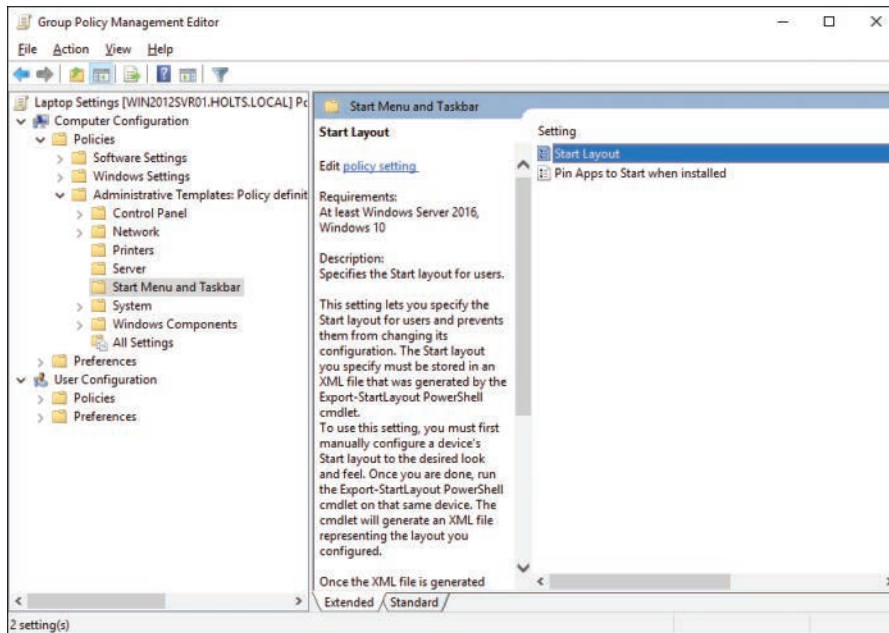 Group Policy Management Editor
File Action View Help
Laptop Settings [WIN2012SVR01.HOLTS.LOCAL] Po
Computer Configuration
Policies
Software Settings
Windows Settings
Administrative Templates: Policy definit
Control Panel
Network
Printers
Server
Start Menu and Taskbar
System
Windows Components
All Settings
Preferences
User Configuration
Policies
Preferences
Start Menu and Taskbar
Start Layout
Edit policy setting
Requirements:
At least Windows Server 2016,
Windows 10
Description:
Specifies the Start layout for users.
This setting lets you specify the
Start layout for users and prevents
them from changing its
configuration. The Start layout
you specify must be stored in an
XML file that was generated by the
Export-StartLayout PowerShell
cmdlet.
To use this setting, you must first
manually configure a device's
Start layout to the desired look
and feel. Once you are done, run
the Export-StartLayout PowerShell
cmdlet on that same device. The
cmdlet will generate an XML file
representing the layout you
configured.
Once the XML file is generated
Setting
Start Layout
Pin Apps to Start when installed
Extended Standard
2 setting(s)